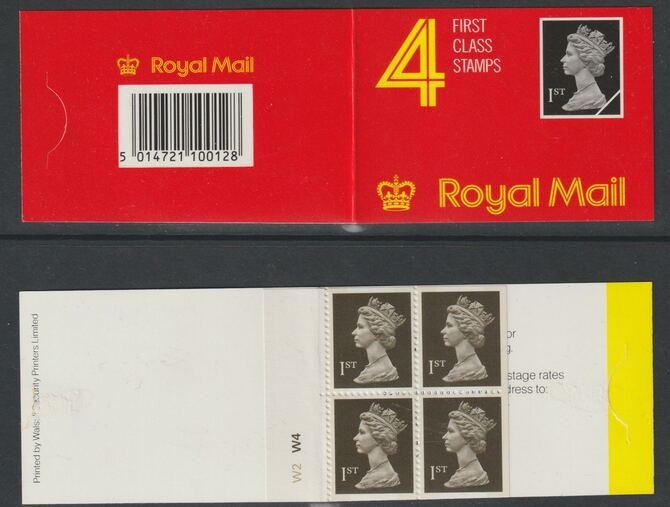 Royal Mail
5 014721 100128
4 FIRST
CLASS
STAMPS
1ST
Royal Mail
Printed by Walsall Security Printers Limited
W2 W4
1ST
1ST
1ST
1ST
or
g.
stage rates
dress to: